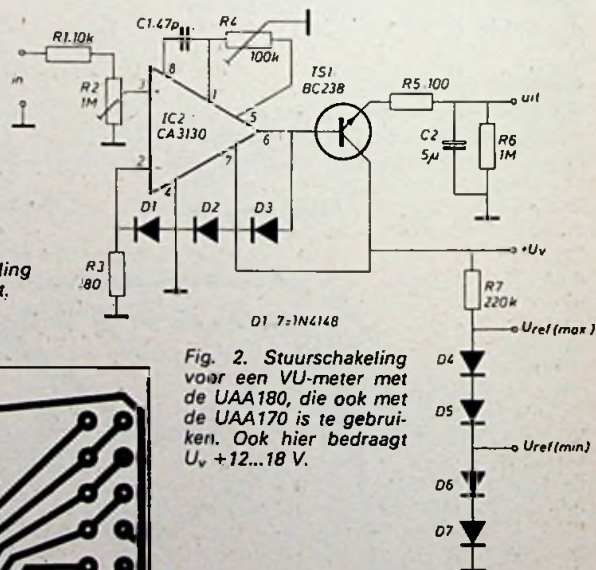 C1.47p
R4
100k
R1.10k
in
R2
1M
8
1
3
5
IC2
CA3130
6
7
2
4
TS1
BC238
R5.100
uit
C2
5µ
R6
1M
D1
D2
D3
R3
180
+Uv
R7
220k
Uref(max)
D4
D5
Uref(min)
D6
D7
D1 7=1N4148
ling
t.
Fig. 2. Stuurschakeling
voor een VU-meter met
de UAA180, die ook met
de UAA170 is te gebrui-
ken. Ook hier bedraagt
Uv +12...18 V.